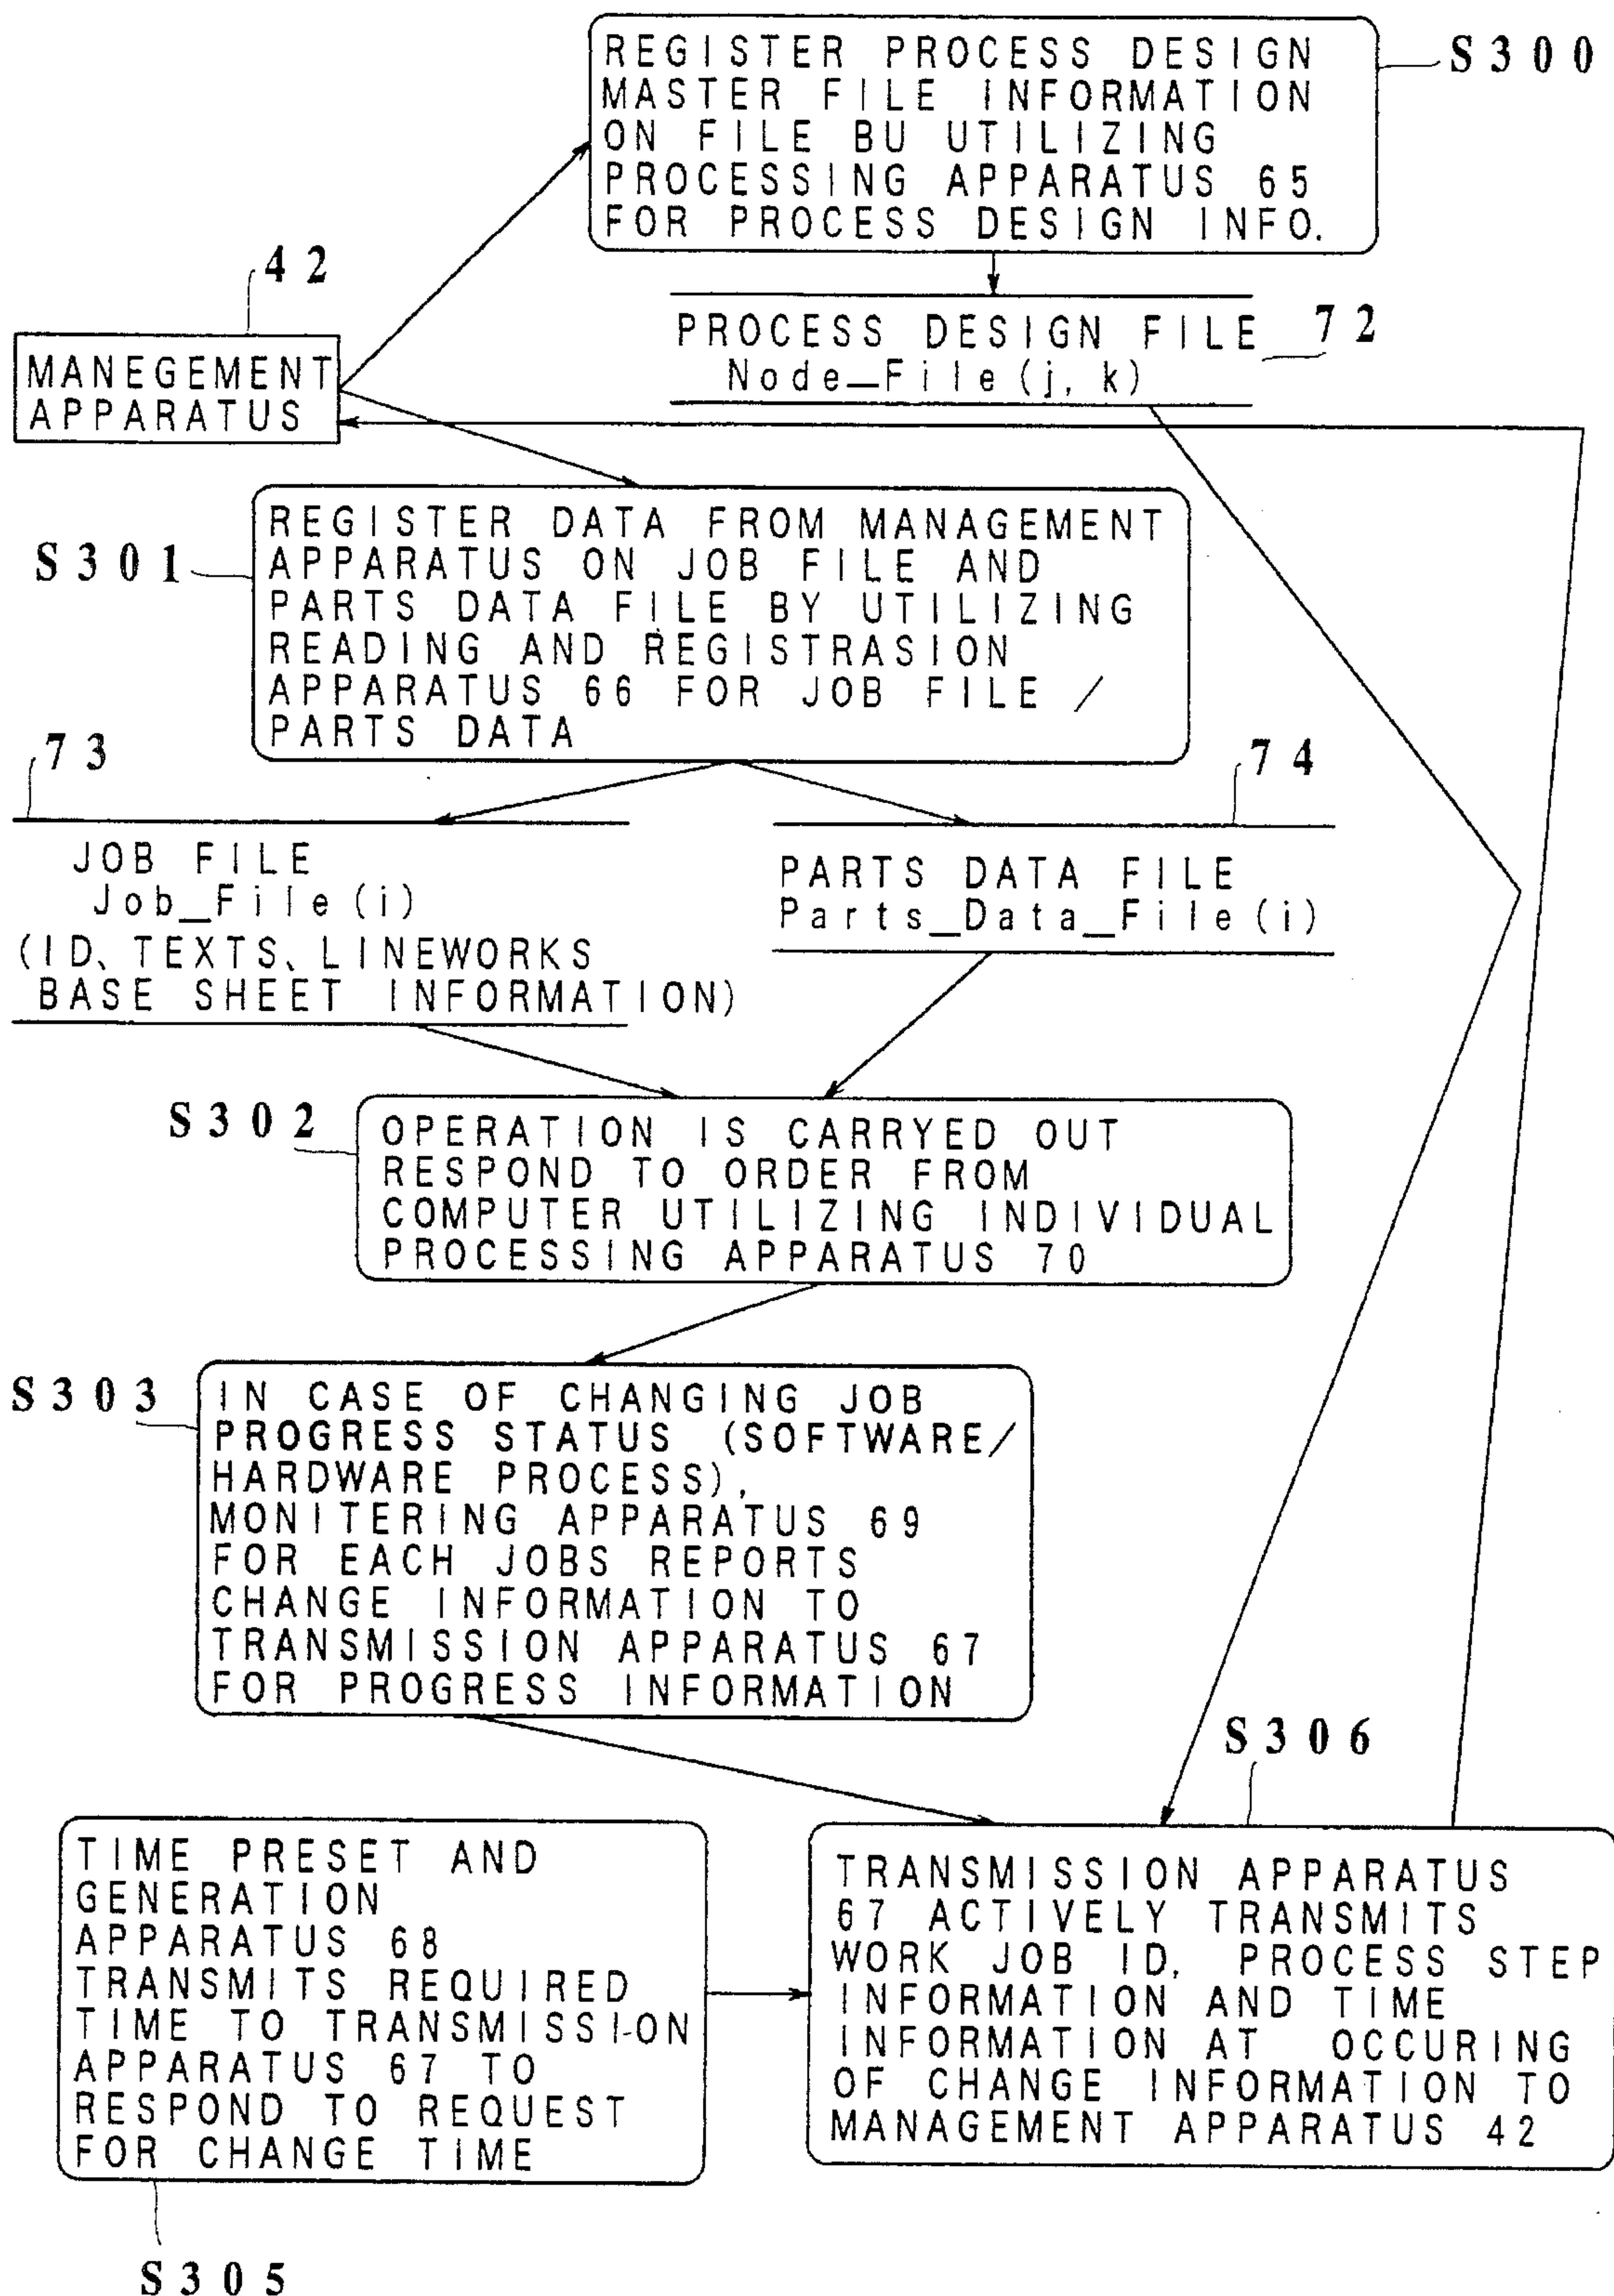 REGISTER PROCESS DESIGN
MASTER FILE INFORMATION
ON FILE BU UTILIZING
PROCESSING APPARATUS 65
FOR PROCESS DESIGN INFO.
S300
42
MANEGEMENT
APPARATUS
PROCESS DESIGN FILE
Node_File(j, k)
72
S301
REGISTER DATA FROM MANAGEMENT
APPARATUS ON JOB FILE AND
PARTS DATA FILE BY UTILIZING
READING AND REGISTRASION
APPARATUS 66 FOR JOB FILE /
PARTS DATA
73
JOB FILE
Job_File(i)
(ID、TEXTS、LINEWORKS
BASE SHEET INFORMATION)
74
PARTS DATA FILE
Parts_Data_File(i)
S302
OPERATION IS CARRYED OUT
RESPOND TO ORDER FROM
COMPUTER UTILIZING INDIVIDUAL
PROCESSING APPARATUS 70
S303
IN CASE OF CHANGING JOB
PROGRESS STATUS (SOFTWARE/
HARDWARE PROCESS),
MONITERING APPARATUS 69
FOR EACH JOBS REPORTS
CHANGE INFORMATION TO
TRANSMISSION APPARATUS 67
FOR PROGRESS INFORMATION
TIME PRESET AND
GENERATION
APPARATUS 68
TRANSMITS REQUIRED
TIME TO TRANSMISSION
APPARATUS 67 TO
RESPOND TO REQUEST
FOR CHANGE TIME
S305
S306
TRANSMISSION APPARATUS
67 ACTIVELY TRANSMITS
WORK JOB ID, PROCESS STEP
INFORMATION AND TIME
INFORMATION AT OCCURING
OF CHANGE INFORMATION TO
MANAGEMENT APPARATUS 42